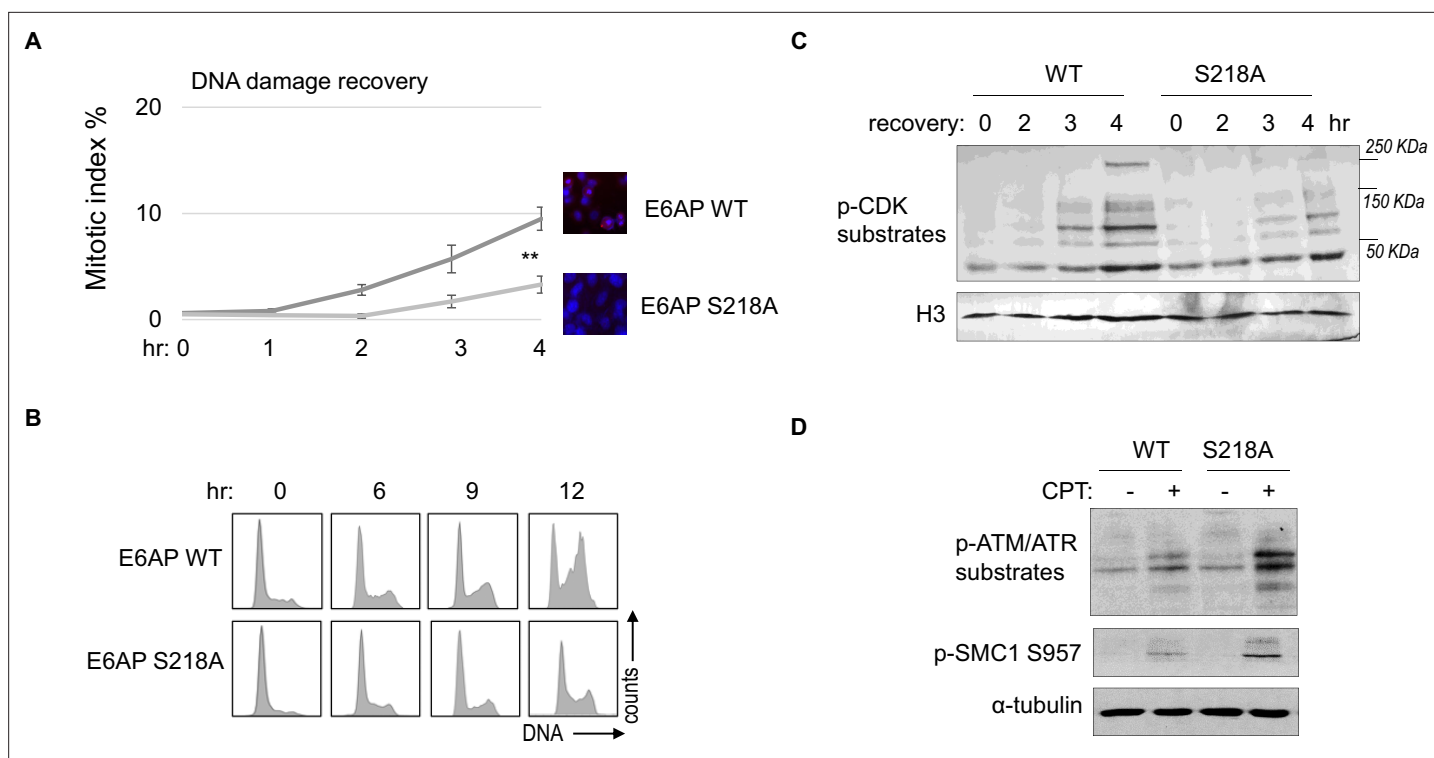 A
DNA damage recovery
Mitotic index %
20
10
0
**
E6AP WT
E6AP S218A
hr: 0 1 2 3 4
B
hr: 0 6 9 12
E6AP WT
E6AP S218A
counts
DNA
C
WT S218A
recovery: 0 2 3 4 0 2 3 4 hr
250 KDa
150 KDa
50 KDa
p-CDK
substrates
H3
D
WT S218A
CPT: - + - +
p-ATM/ATR
substrates
p-SMC1 S957
α-tubulin